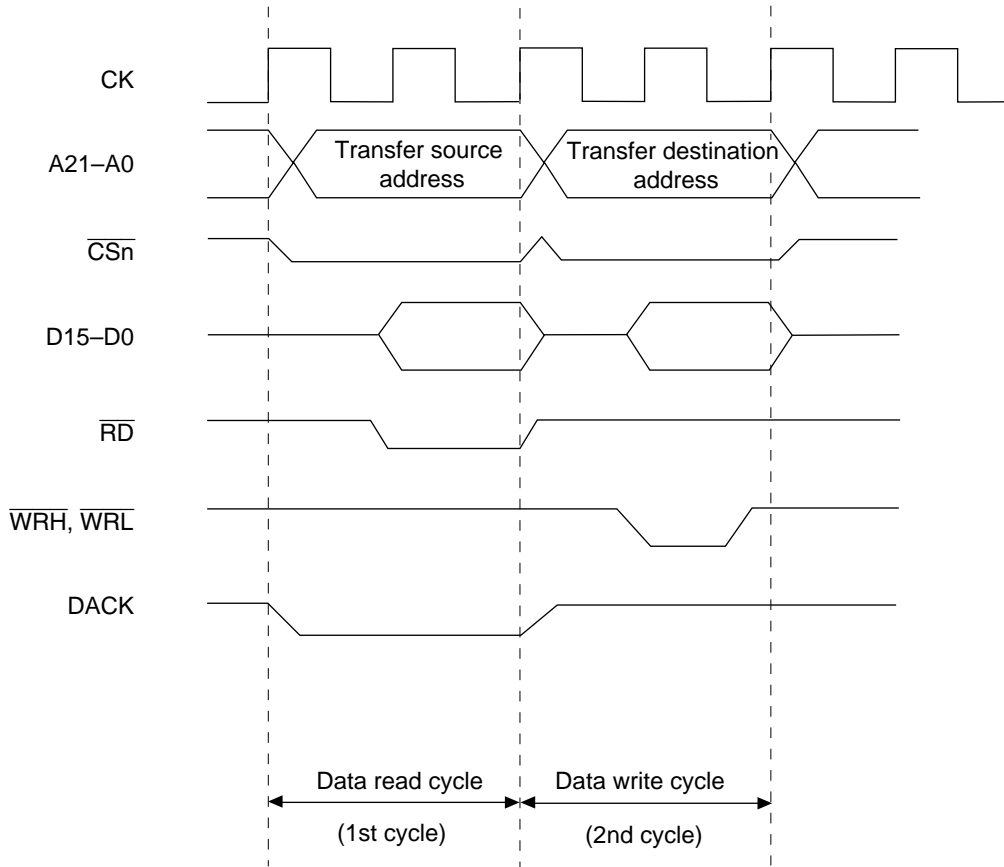 CK
A21–A0
Transfer source
address
Transfer destination
address
CSn
D15–D0
RD
WRH, WRL
DACK
Data read cycle
(1st cycle)
Data write cycle
(2nd cycle)